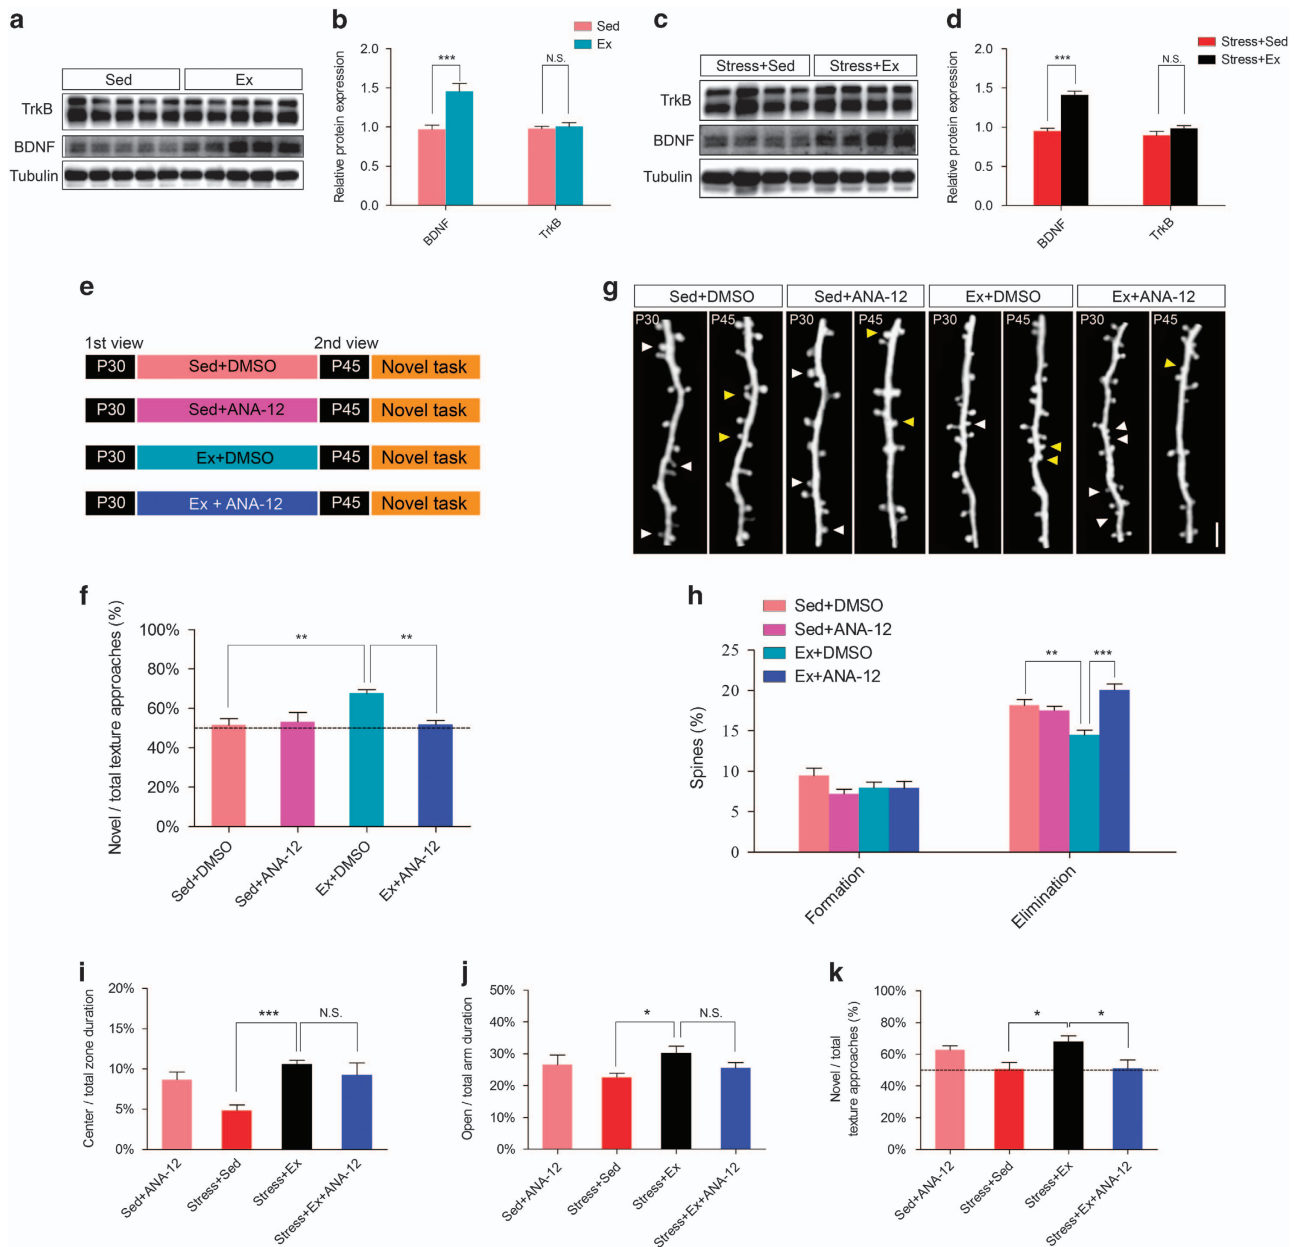 a
Sed Ex
TrkB
BDNF
Tubulin
b
Sed
Ex
Relative protein expression
2.0
1.5
1.0
0.5
0.0
***
N.S.
BDNF
TrkB
c
Stress+Sed Stress+Ex
TrkB
BDNF
Tubulin
d
Stress+Sed
Stress+Ex
Relative protein expression
2.0
1.5
1.0
0.5
0.0
***
N.S.
BDNF
TrkB
e
1st view 2nd view
P30 Sed+DMSO P45 Novel task
P30 Sed+ANA-12 P45 Novel task
P30 Ex+DMSO P45 Novel task
P30 Ex + ANA-12 P45 Novel task
g
Sed+DMSO Sed+ANA-12 Ex+DMSO Ex+ANA-12
P30 P45 P30 P45 P30 P45 P30 P45
f
Novel / total texture approaches (%)
100%
80%
60%
40%
20%
0%
** **
Sed+DMSO
Sed+ANA-12
Ex+DMSO
Ex+ANA-12
h
Sed+DMSO
Sed+ANA-12
Ex+DMSO
Ex+ANA-12
Spines (%)
25
20
15
10
5
0
** ***
Formation
Elimination
i
Center / total zone duration
20%
15%
10%
5%
0%
*** N.S.
Sed+ANA-12
Stress+Sed
Stress+Ex
Stress+Ex+ANA-12
j
Open / total arm duration
50%
40%
30%
20%
10%
0%
* N.S.
Sed+ANA-12
Stress+Sed
Stress+Ex
Stress+Ex+ANA-12
k
Novel / total
texture approaches (%)
100%
80%
60%
40%
20%
0%
* *
Sed+ANA-12
Stress+Sed
Stress+Ex
Stress+Ex+ANA-12